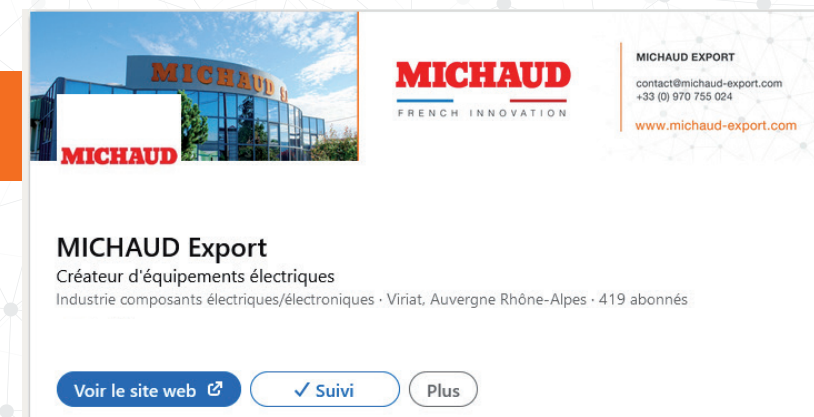 MICHAUD S
MICHAUD
FRENCH INNOVATION
MICHAUD EXPORT
contact@michaud-export.com
+33 (0) 970 755 024
www.michaud-export.com
MICHAUD
MICHAUD Export
Créateur d'équipements électriques
Industrie composants électriques/électroniques · Viriat, Auvergne Rhône-Alpes · 419 abonnés
Voir le site web
✓ Suivi
Plus